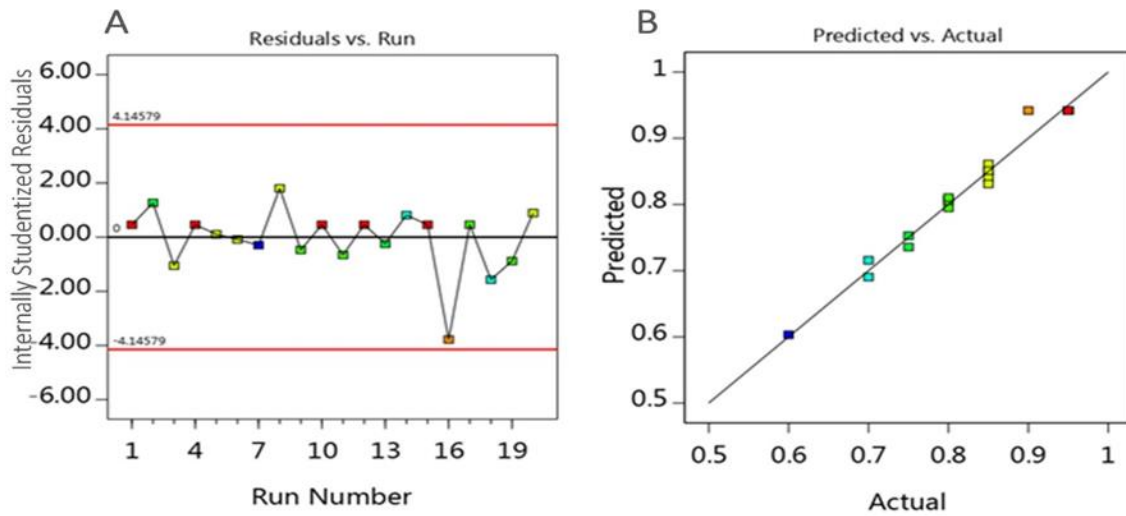 A
Residuals vs. Run
Internally Studentized Residuals
6.00
4.00
2.00
0.00
-2.00
-4.00
-6.00
4.14579
0
-4.14579
1 4 7 10 13 16 19
Run Number
B
Predicted vs. Actual
Predicted
1
0.9
0.8
0.7
0.6
0.5
0.5 0.6 0.7 0.8 0.9 1
Actual